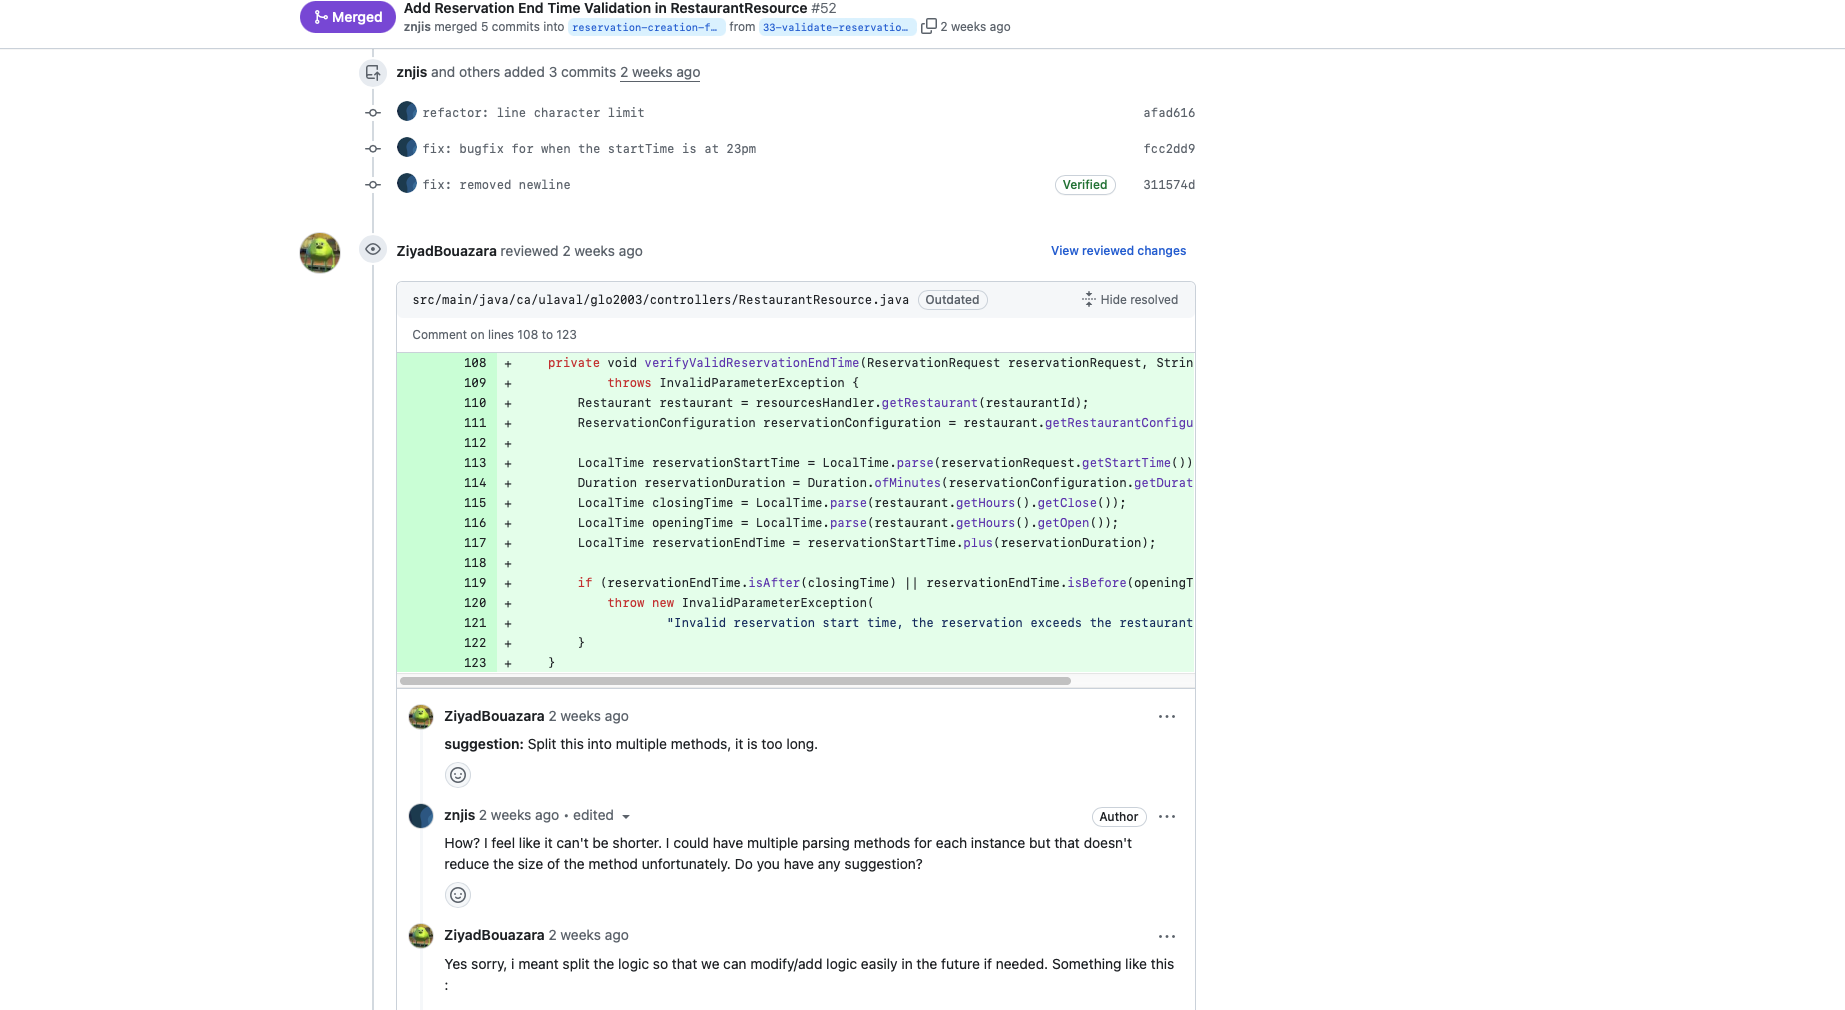 Merged
Add Reservation End Time Validation in RestaurantResource #52
znjis merged 5 commits into reservation-creation-f… from 33-validate-reservatio… 2 weeks ago
znjis and others added 3 commits 2 weeks ago
refactor: line character limit afad616
fix: bugfix for when the startTime is at 23pm fcc2dd9
fix: removed newline Verified 311574d
ZiyadBouazara reviewed 2 weeks ago View reviewed changes
src/main/java/ca/ulaval/glo2003/controllers/RestaurantResource.java Outdated Hide resolved
Comment on lines 108 to 123
108 + private void verifyValidReservationEndTime(ReservationRequest reservationRequest, Strin
109 + throws InvalidParameterException {
110 + Restaurant restaurant = resourcesHandler.getRestaurant(restaurantId);
111 + ReservationConfiguration reservationConfiguration = restaurant.getRestaurantConfigu
112 +
113 + LocalTime reservationStartTime = LocalTime.parse(reservationRequest.getStartTime())
114 + Duration reservationDuration = Duration.ofMinutes(reservationConfiguration.getDurat
115 + LocalTime closingTime = LocalTime.parse(restaurant.getHours().getClose());
116 + LocalTime openingTime = LocalTime.parse(restaurant.getHours().getOpen());
117 + LocalTime reservationEndTime = reservationStartTime.plus(reservationDuration);
118 +
119 + if (reservationEndTime.isAfter(closingTime) || reservationEndTime.isBefore(openingT
120 + throw new InvalidParameterException(
121 + "Invalid reservation start time, the reservation exceeds the restaurant
122 + }
123 + }
ZiyadBouazara 2 weeks ago
suggestion: Split this into multiple methods, it is too long.
znjis 2 weeks ago • edited Author
How? I feel like it can't be shorter. I could have multiple parsing methods for each instance but that doesn't
reduce the size of the method unfortunately. Do you have any suggestion?
ZiyadBouazara 2 weeks ago
Yes sorry, i meant split the logic so that we can modify/add logic easily in the future if needed. Something like this
: